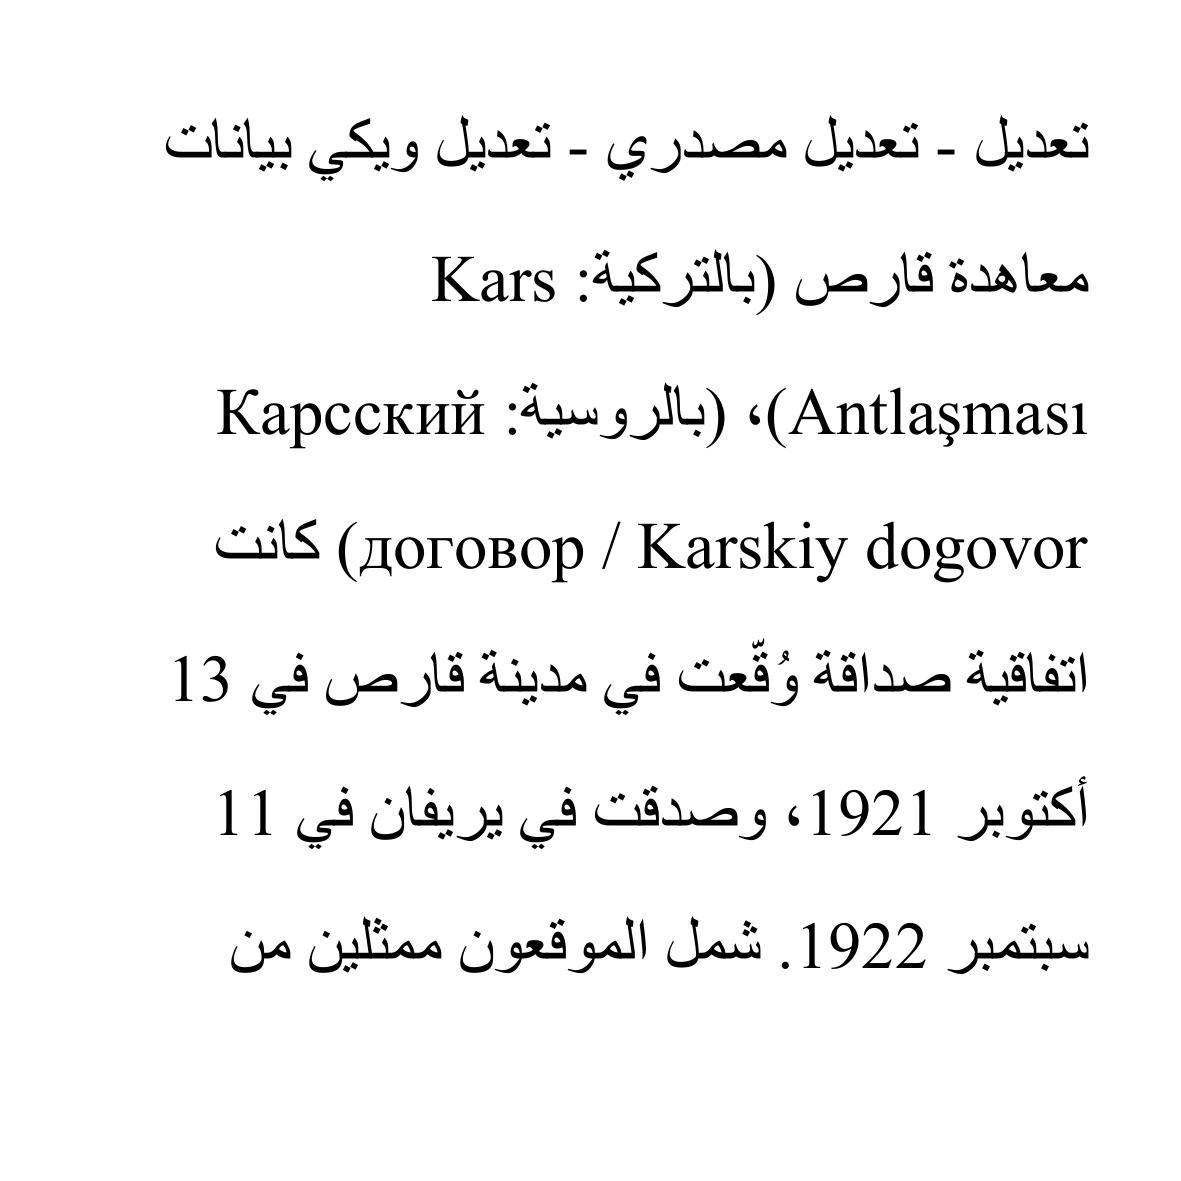 تعديل - تعديل مصدري - تعديل ويكي بيانات
معاهدة قارص (بالتركية: Kars
Antlaşması)، (بالروسية: Карсский
договор / Karskiy dogovor) كانت
اتفاقية صداقة وُقّعت في مدينة قارص في 13
أكتوبر 1921، وصدقت في يريفان في 11
سبتمبر 1922. شمل الموقعون ممثلين من